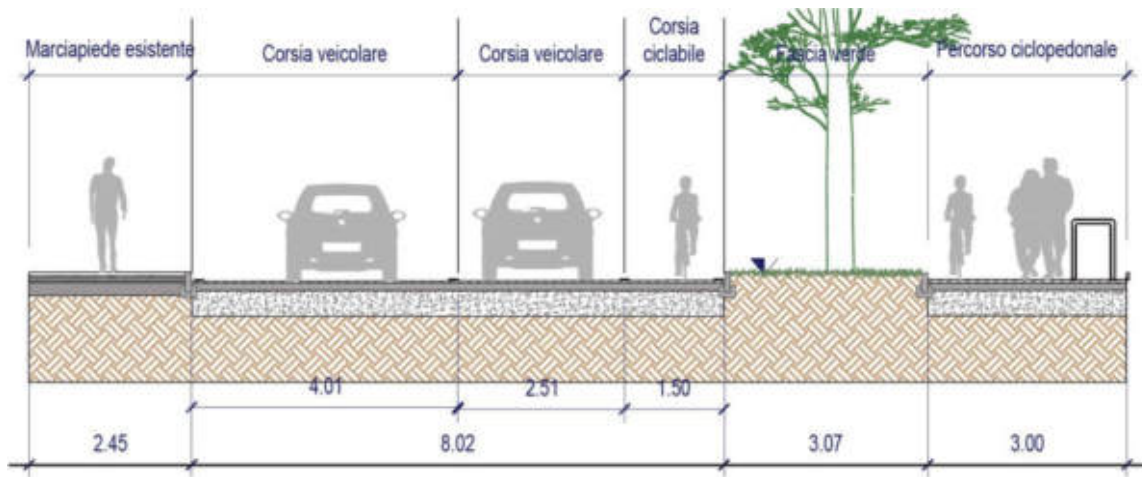 Marciapiede esistente
Corsia veicolare
Corsia veicolare
Corsia
ciclabile
Fascia verde
Percorso ciclopedonale
4.01
2.51
1.50
2.45
8.02
3.07
3.00